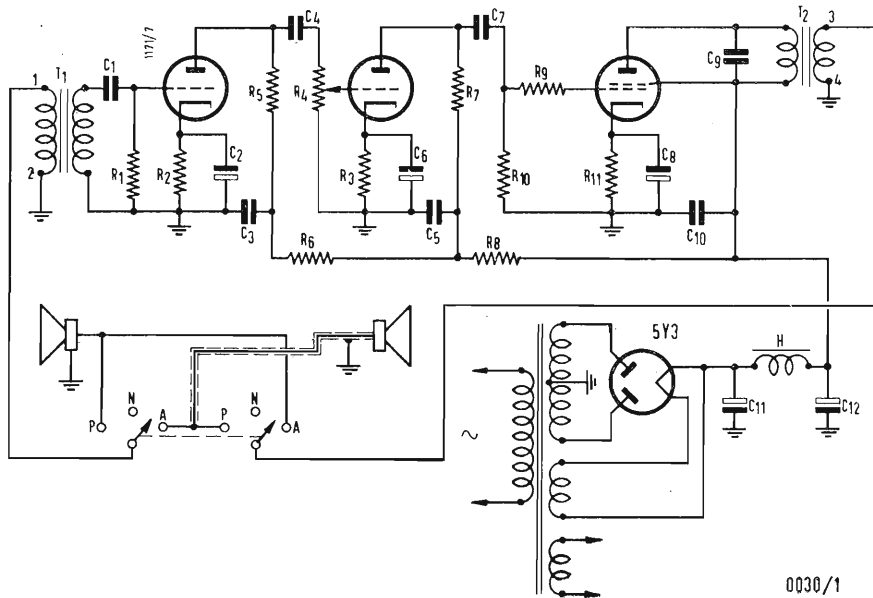 C4
C7
T2
3
1171/7
C1
T1
1
R5
R4
R7
R9
C9
4
2
R1
R2
C2
R3
C6
R10
R11
C8
C3
C5
C10
R6
R8
5Y3
H
N
N
P
A
P
A
C11
C12
~
0030/1